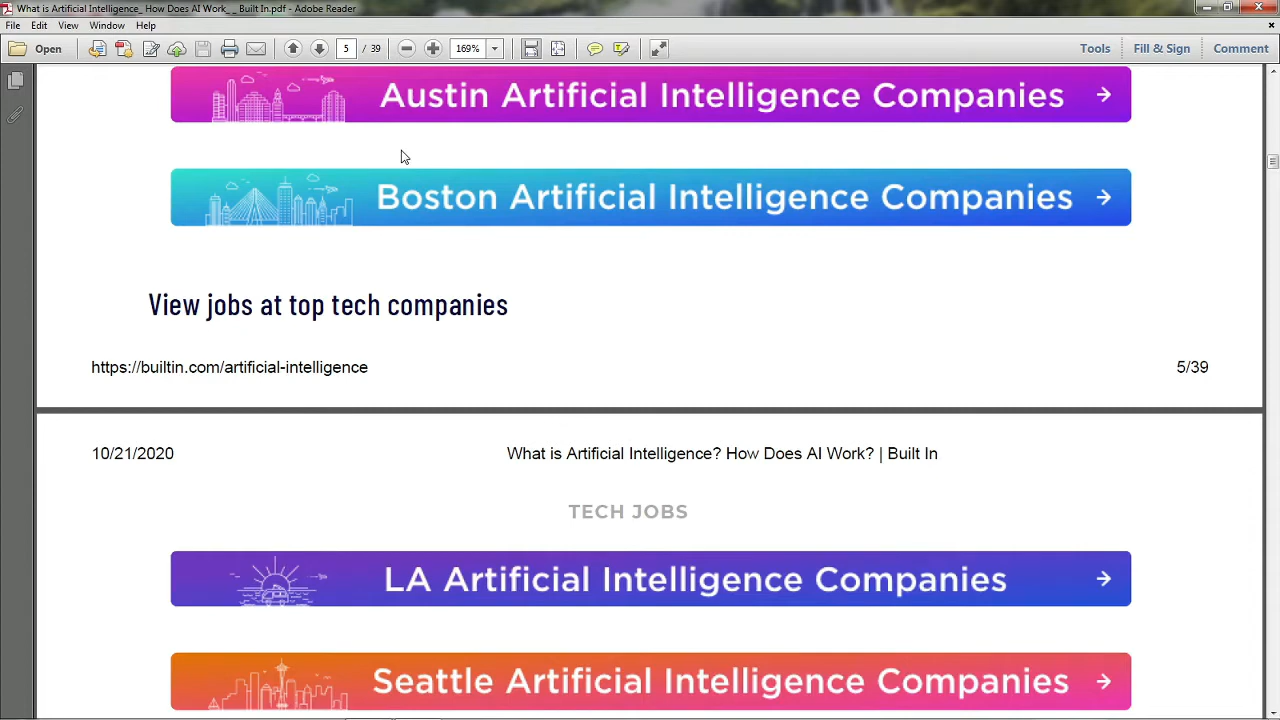 What is Artificial Intelligence_ How Does AI Work_ _ Built In.pdf - Adobe Reader
File Edit View Window Help
Open 5 / 39 169% Tools Fill & Sign Comment
Austin Artificial Intelligence Companies
Boston Artificial Intelligence Companies
View jobs at top tech companies
https://builtin.com/artificial-intelligence 5/39
10/21/2020 What is Artificial Intelligence? How Does AI Work? | Built In
TECH JOBS
LA Artificial Intelligence Companies
Seattle Artificial Intelligence Companies